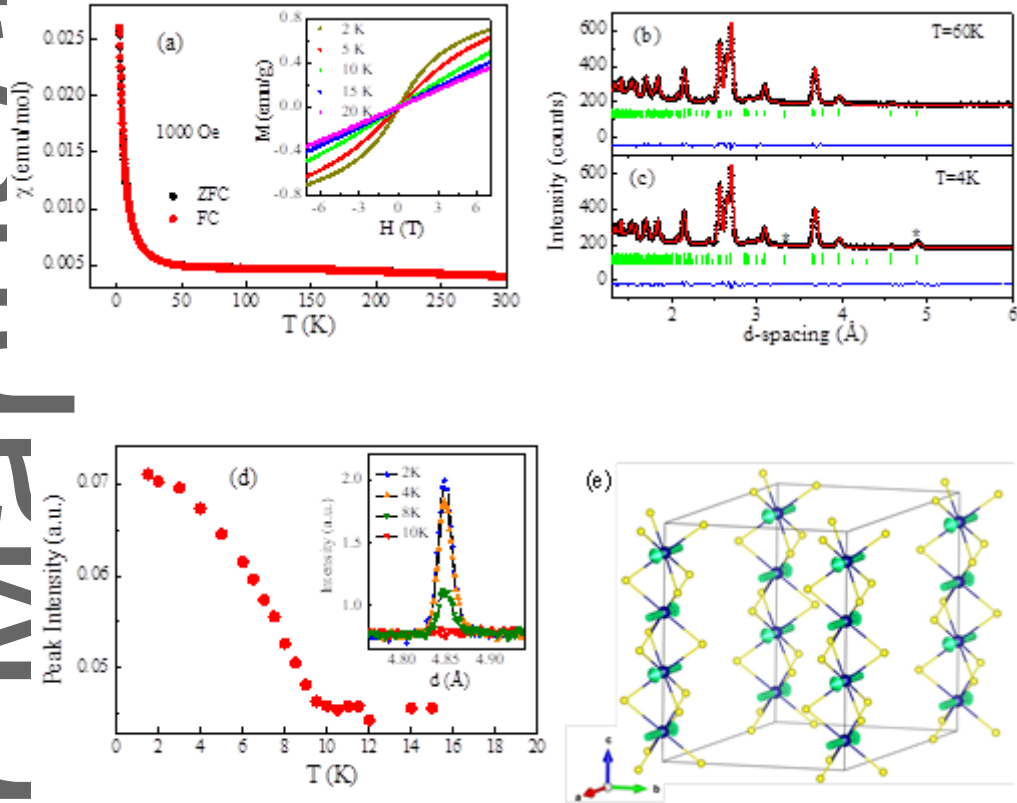 (a)
χ (emu/mol)
0.025
0.020
0.015
0.010
0.005
1000 Oe
ZFC
FC
0 50 100 150 200 250 300
T (K)
M (emu/g)
0.8
0.4
0.0
-0.4
-0.8
2 K
5 K
10 K
15 K
20 K
-6 -3 0 3 6
H (T)
Intensity (counts)
(b)
T=60K
600
400
200
0
(c)
T=4K
600
400
200
0
*
*
2 3 4 5 6
d-spacing (Å)
(d)
Peak Intensity (a.u.)
0.07
0.06
0.05
0 2 4 6 8 10 12 14 16 18 20
T (K)
Intensity (a.u.)
2.0
1.5
1.0
2K
4K
8K
10K
4.80 4.85 4.90
d (Å)
(e)
c
a
b